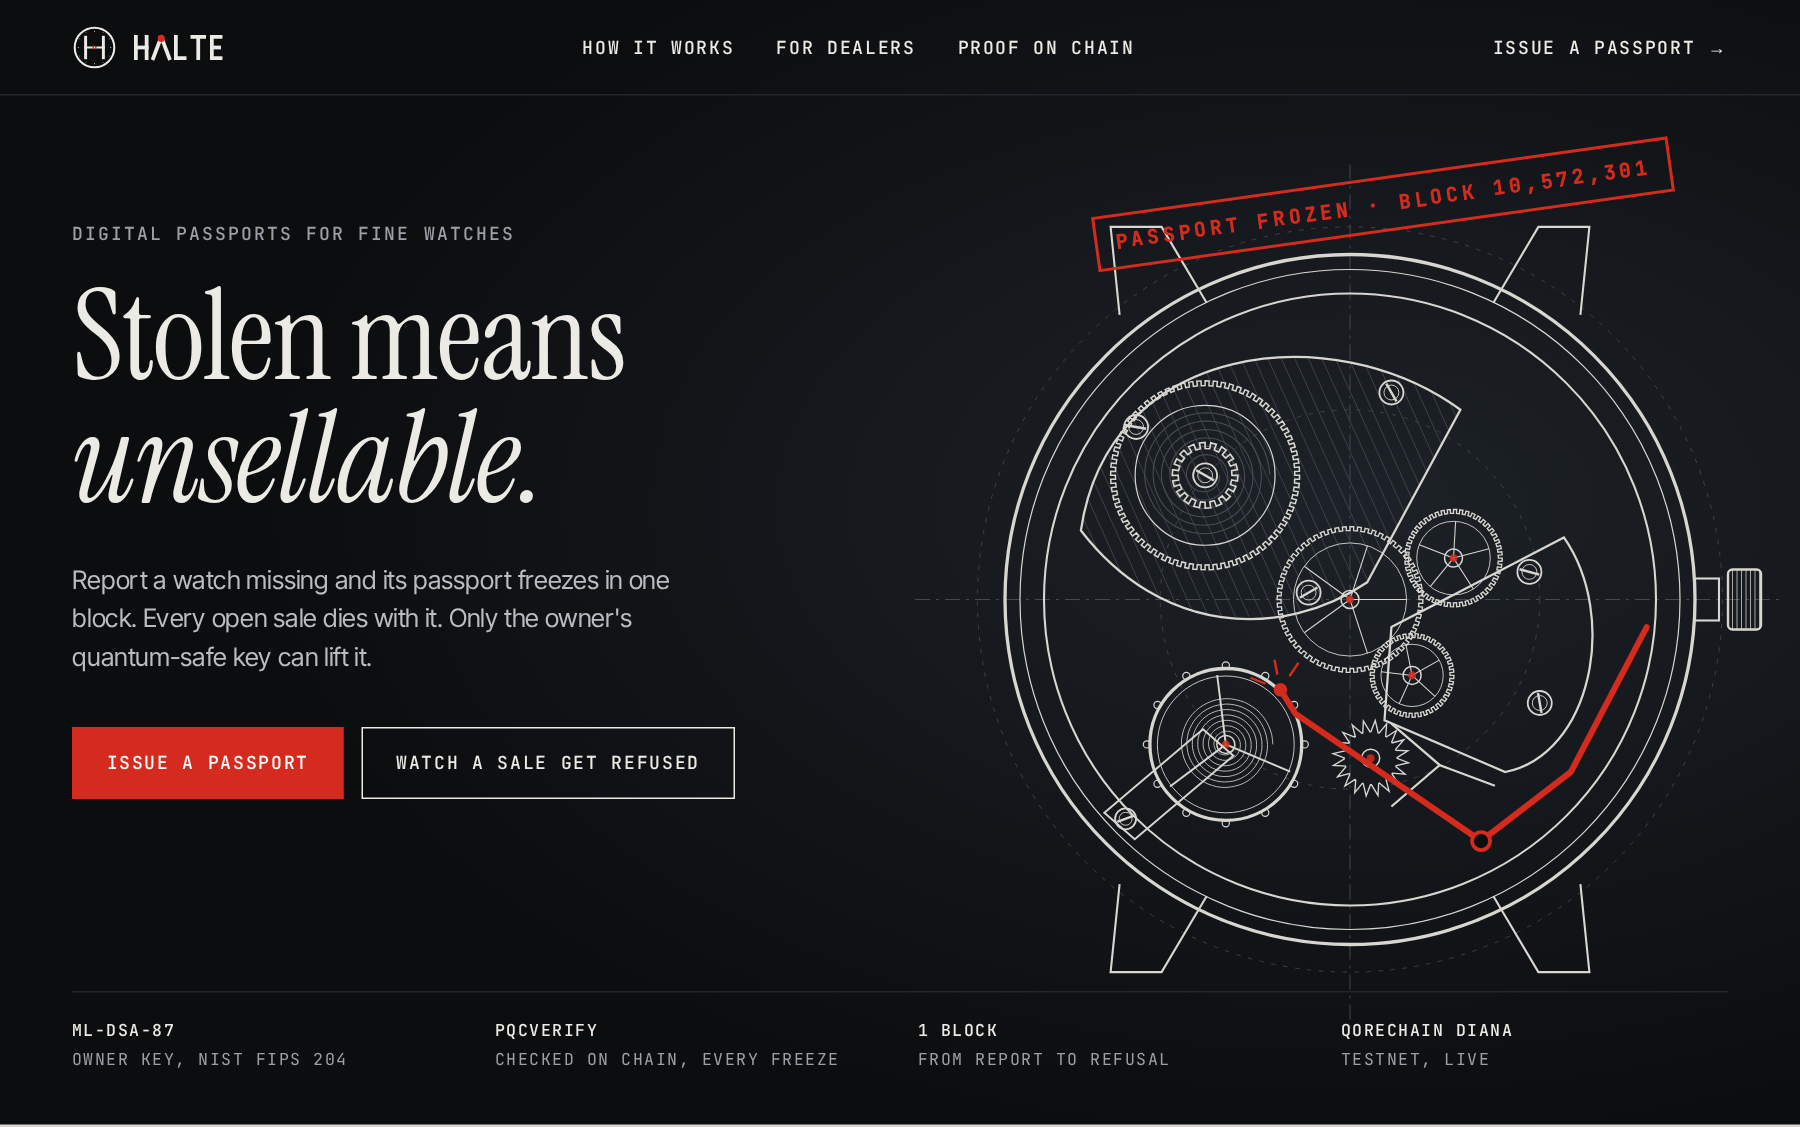 HALTE
HOW IT WORKS
FOR DEALERS
PROOF ON CHAIN
ISSUE A PASSPORT →
PASSPORT FROZEN · BLOCK 10,572,301
DIGITAL PASSPORTS FOR FINE WATCHES
Stolen means
unsellable.
Report a watch missing and its passport freezes in one
block. Every open sale dies with it. Only the owner's
quantum-safe key can lift it.
ISSUE A PASSPORT
WATCH A SALE GET REFUSED
ML-DSA-87
OWNER KEY, NIST FIPS 204
PQCVERIFY
CHECKED ON CHAIN, EVERY FREEZE
1 BLOCK
FROM REPORT TO REFUSAL
QORECHAIN DIANA
TESTNET, LIVE